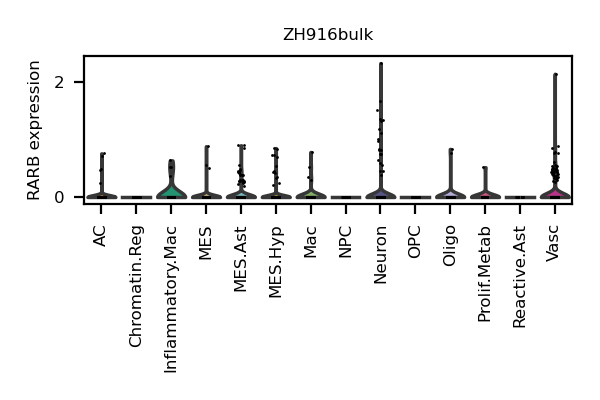 ZH916bulk
RARB expression
2
0
AC
Chromatin.Reg
Inflammatory.Mac
MES
MES.Ast
MES.Hyp
Mac
NPC
Neuron
OPC
Oligo
Prolif.Metab
Reactive.Ast
Vasc